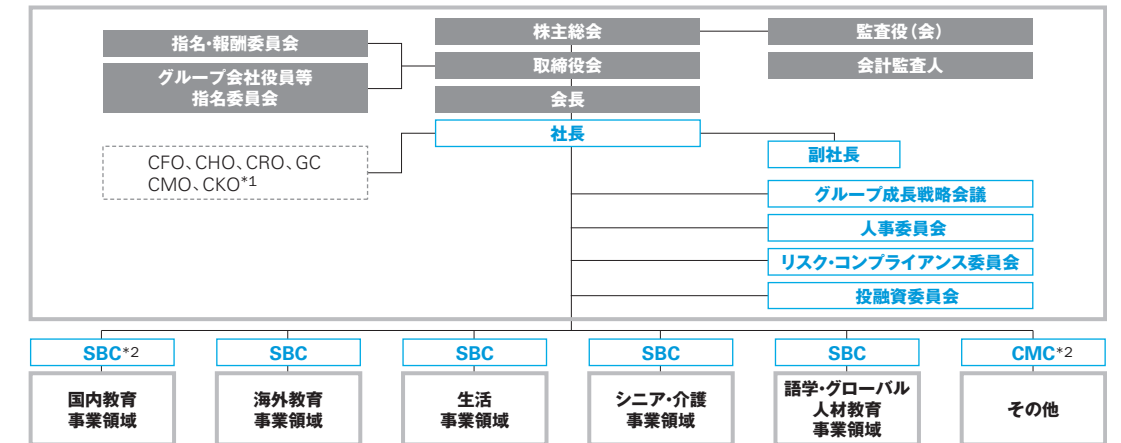 指名・報酬委員会
グループ会社役員等
指名委員会
株主総会
取締役会
会長
社長
監査役（会）
会計監査人
CFO、CHO、CRO、GC
CMO、CKO*1
副社長
グループ成長戦略会議
人事委員会
リスク・コンプライアンス委員会
投融資委員会
SBC*2
国内教育
事業領域
SBC
海外教育
事業領域
SBC
生活
事業領域
SBC
シニア・介護
事業領域
SBC
語学・グローバル
人材教育
事業領域
CMC*2
その他